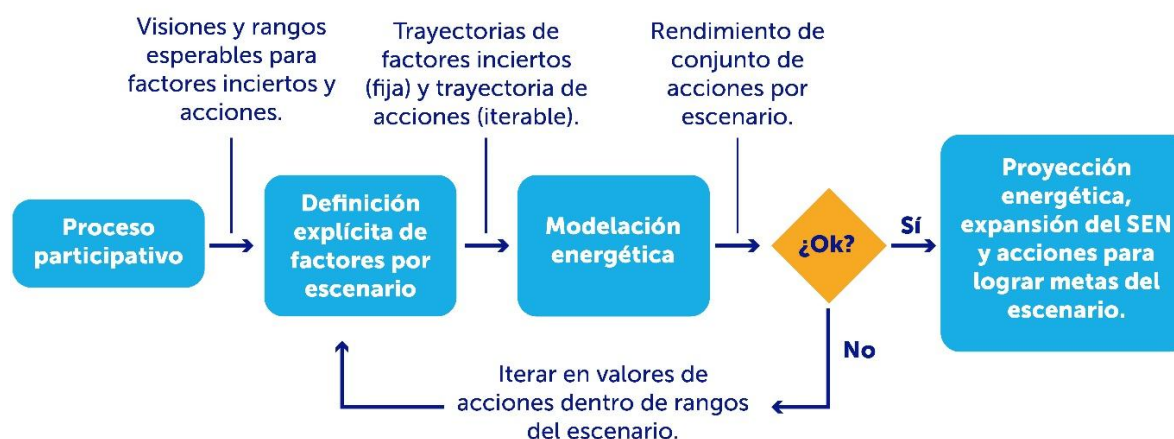 Visiones y rangos
esperables para
factores inciertos y
acciones.
Trayectorias de
factores inciertos
(fija) y trayectoria de
acciones (iterable).
Rendimiento de
conjunto de
acciones por
escenario.
Proceso
participativo
Definición
explícita de
factores por
escenario
Modelación
energética
¿Ok?
Sí
Proyección
energética,
expansión del SEN
y acciones para
lograr metas del
escenario.
No
Iterar en valores de
acciones dentro de rangos
del escenario.